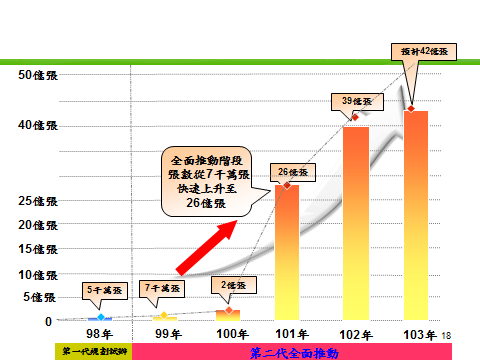 預計42億張
50億張
39億張
40億張
全面推動階段
張數從7千萬張
快速上升至
26億張
26億張
25億張
20億張
15億張
10億張
5億張
5千萬張
7千萬張
2億張
0
98年
99年
100年
101年
102年
103年
18
第一代規劃試辦
第二代全面推動